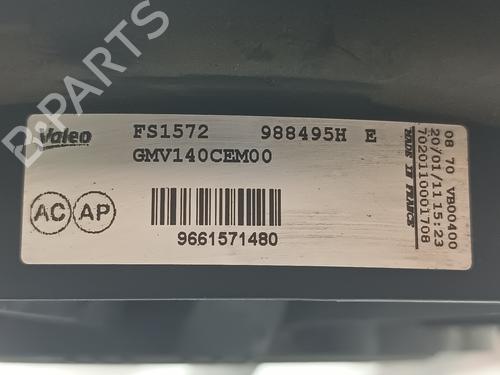 Valeo
FS1572 988495H E
GMV140CEM00
AC AP
9661571480
MADE IN FRANCE
08 70 VB00400
20/01/11 15:23
7020110001708
B-PARTS